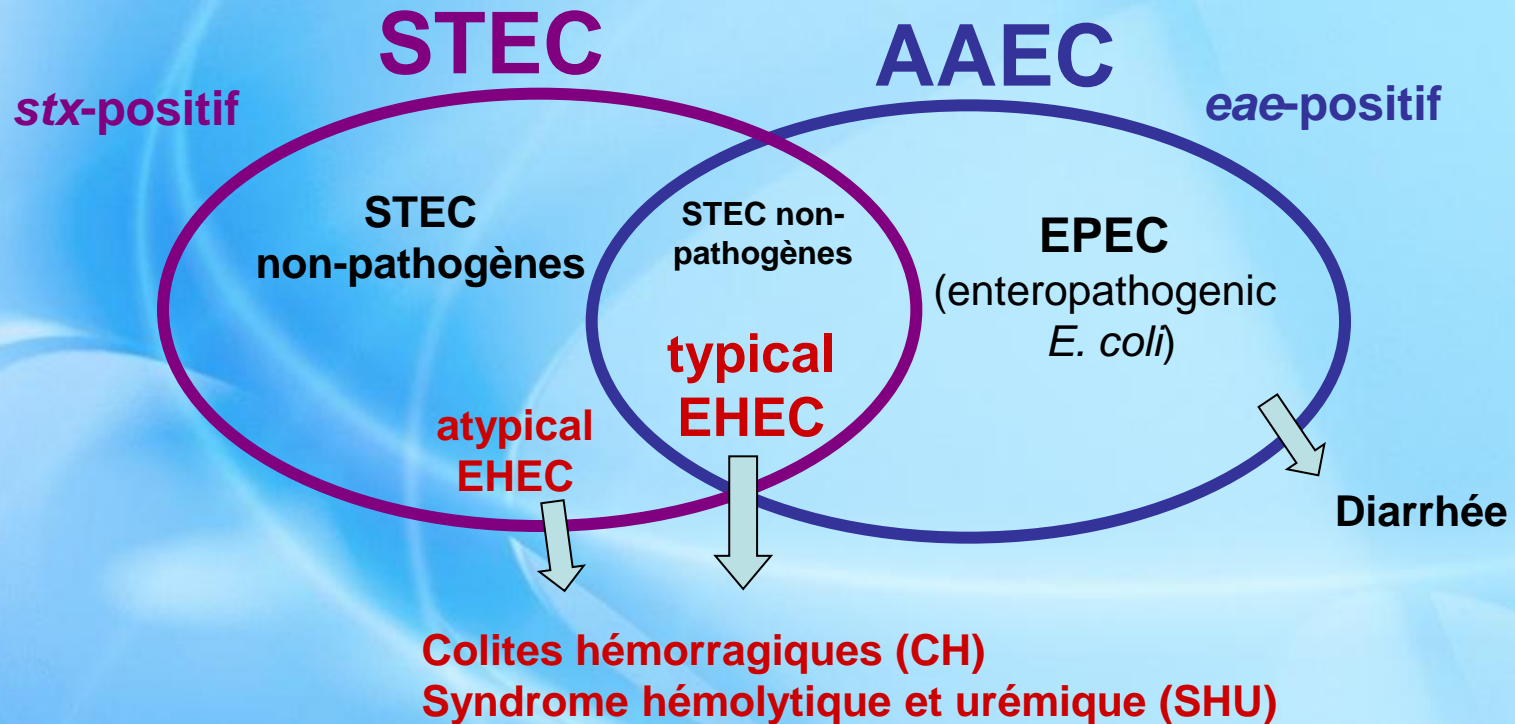 STEC
AAEC
stx-positif
eae-positif
STEC
non-pathogènes
STEC non-
pathogènes
EPEC
(enteropathogenic
E. coli)
typical
EHEC
atypical
EHEC
Diarrhée
Colites hémorragiques (CH)
Syndrome hémolytique et urémique (SHU)